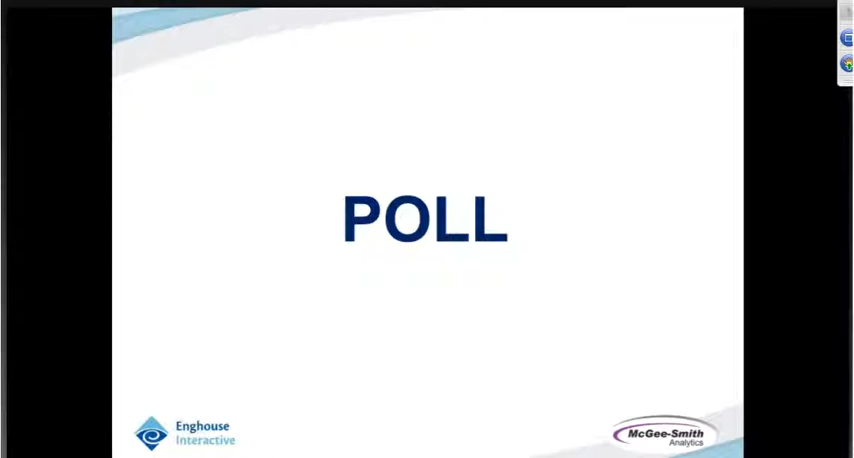 POLL
Enghouse
Interactive
McGee-Smith
Analytics